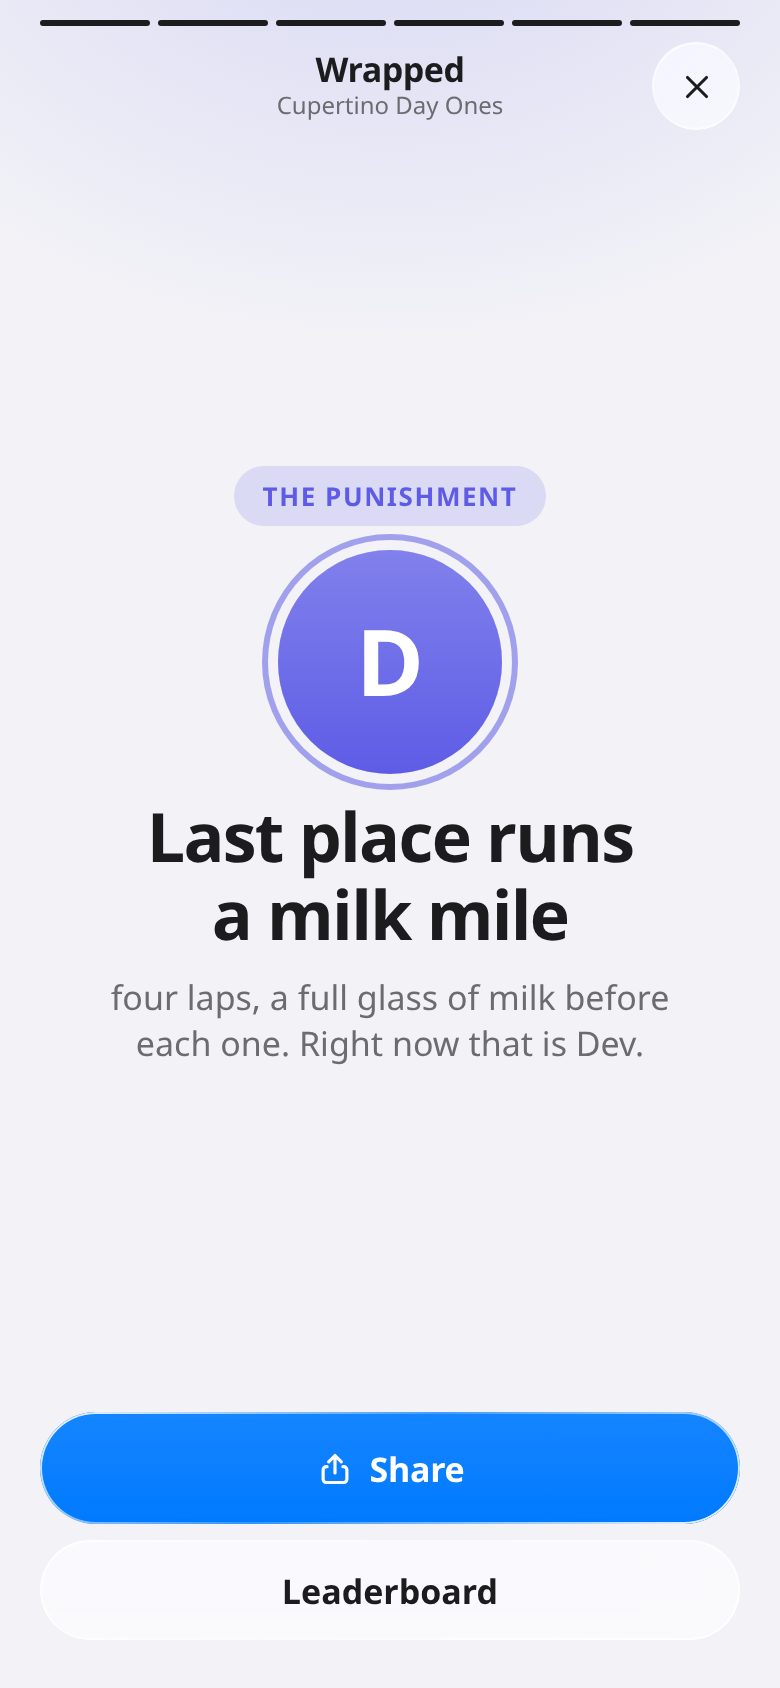 Wrapped
Cupertino Day Ones
THE PUNISHMENT
D
Last place runs
a milk mile
four laps, a full glass of milk before
each one. Right now that is Dev.
Share
Leaderboard